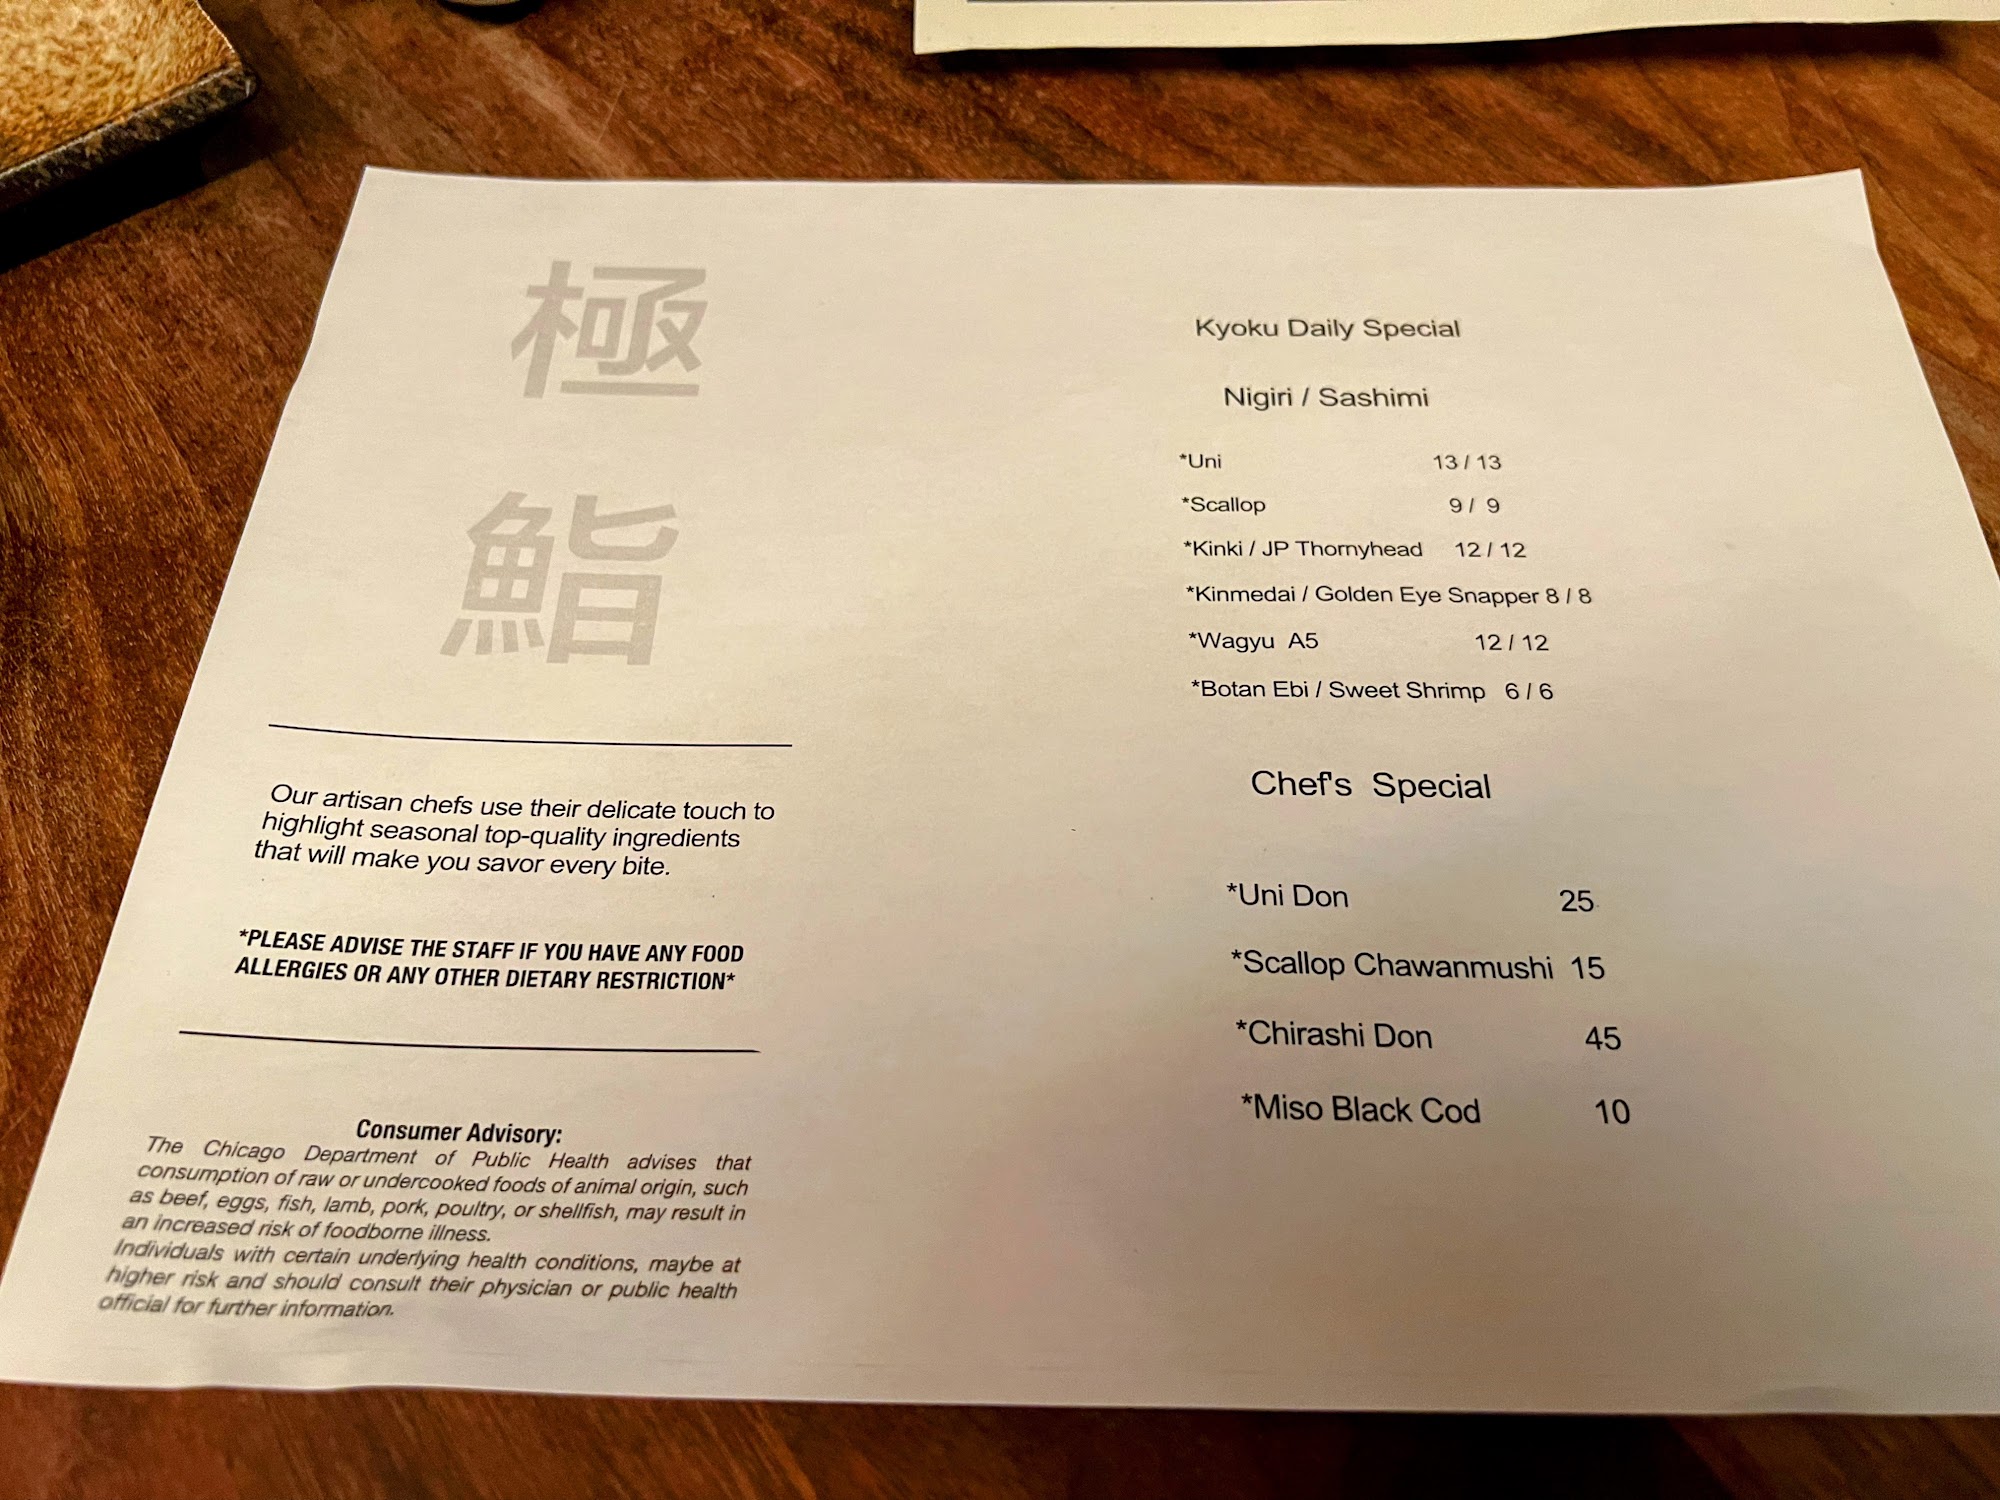 極
鮨
Our artisan chefs use their delicate touch to
highlight seasonal top-quality ingredients
that will make you savor every bite.
*PLEASE ADVISE THE STAFF IF YOU HAVE ANY FOOD
ALLERGIES OR ANY OTHER DIETARY RESTRICTION*
Consumer Advisory:
The Chicago Department of Public Health advises that
consumption of raw or undercooked foods of animal origin, such
as beef, eggs, fish, lamb, pork, poultry, or shellfish, may result in
an increased risk of foodborne illness.
Individuals with certain underlying health conditions, maybe at
higher risk and should consult their physician or public health
official for further information.
Kyoku Daily Special
Nigiri / Sashimi
*Uni 13 / 13
*Scallop 9 / 9
*Kinki / JP Thornyhead 12 / 12
*Kinmedai / Golden Eye Snapper 8 / 8
*Wagyu A5 12 / 12
*Botan Ebi / Sweet Shrimp 6 / 6
Chef's Special
*Uni Don 25
*Scallop Chawanmushi 15
*Chirashi Don 45
*Miso Black Cod 10